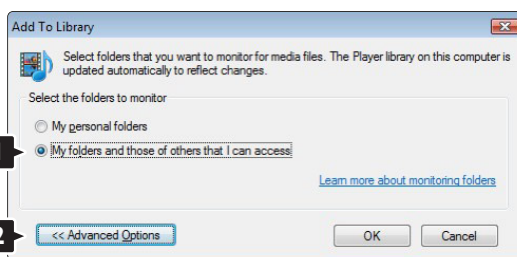 Add To Library
Select folders that you want to monitor for media files. The Player library on this computer is
updated automatically to reflect changes.
Select the folders to monitor
My personal folders
1
My folders and those of others that I can access
Learn more about monitoring folders
2
<< Advanced Options
OK
Cancel